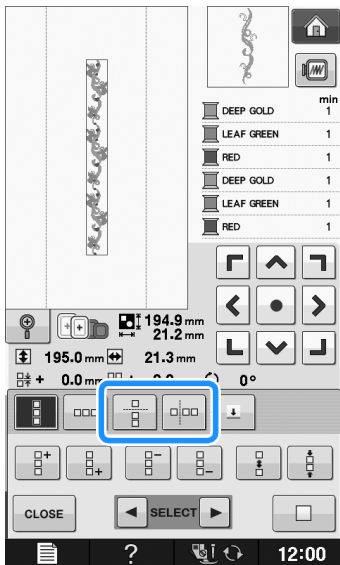 min
DEEP GOLD 1
LEAF GREEN 1
RED 1
DEEP GOLD 1
LEAF GREEN 1
RED 1
194.9 mm
21.2 mm
195.0 mm 21.3 mm
+ 0.0 mm
0°
CLOSE
SELECT
? 12:00